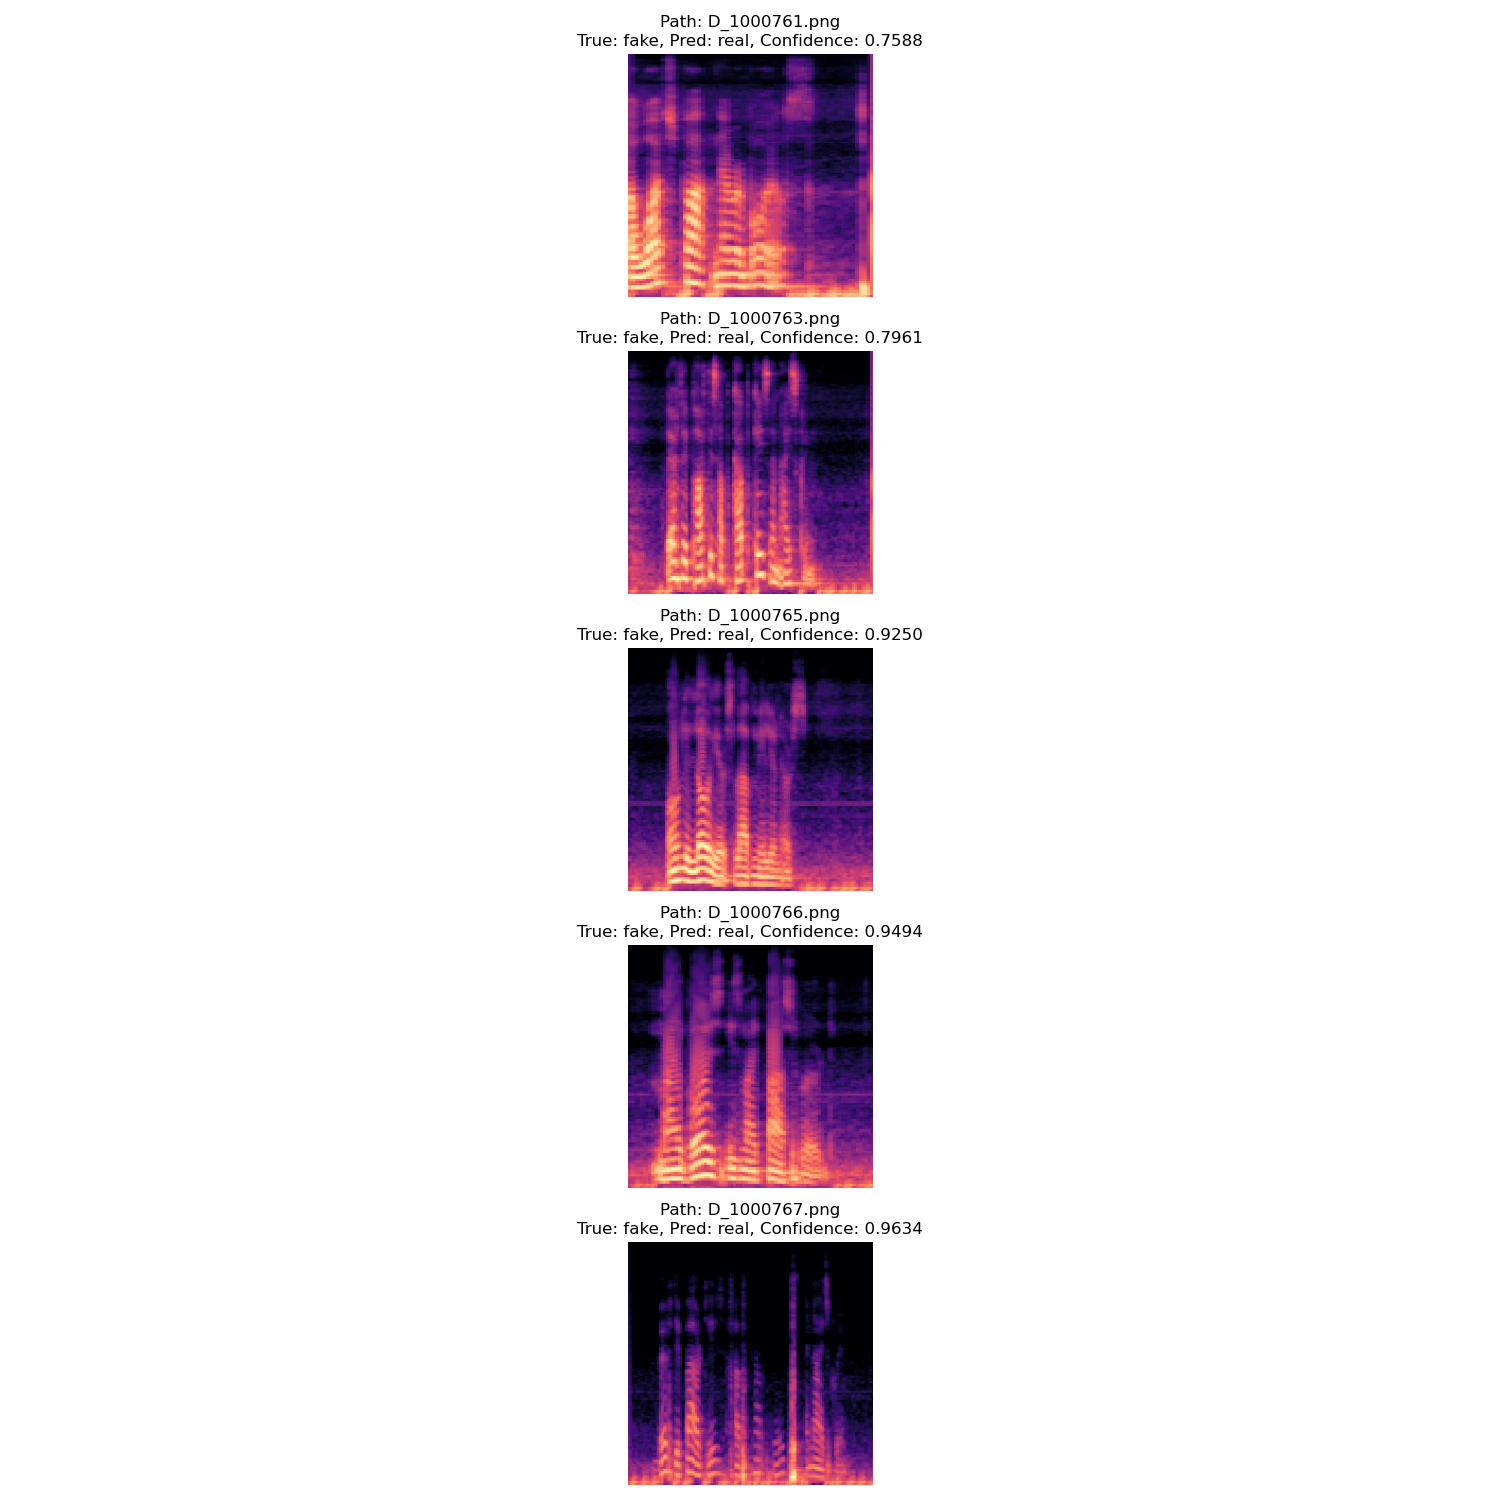 Path: D_1000761.png
True: fake, Pred: real, Confidence: 0.7588
Path: D_1000763.png
True: fake, Pred: real, Confidence: 0.7961
Path: D_1000765.png
True: fake, Pred: real, Confidence: 0.9250
Path: D_1000766.png
True: fake, Pred: real, Confidence: 0.9494
Path: D_1000767.png
True: fake, Pred: real, Confidence: 0.9634